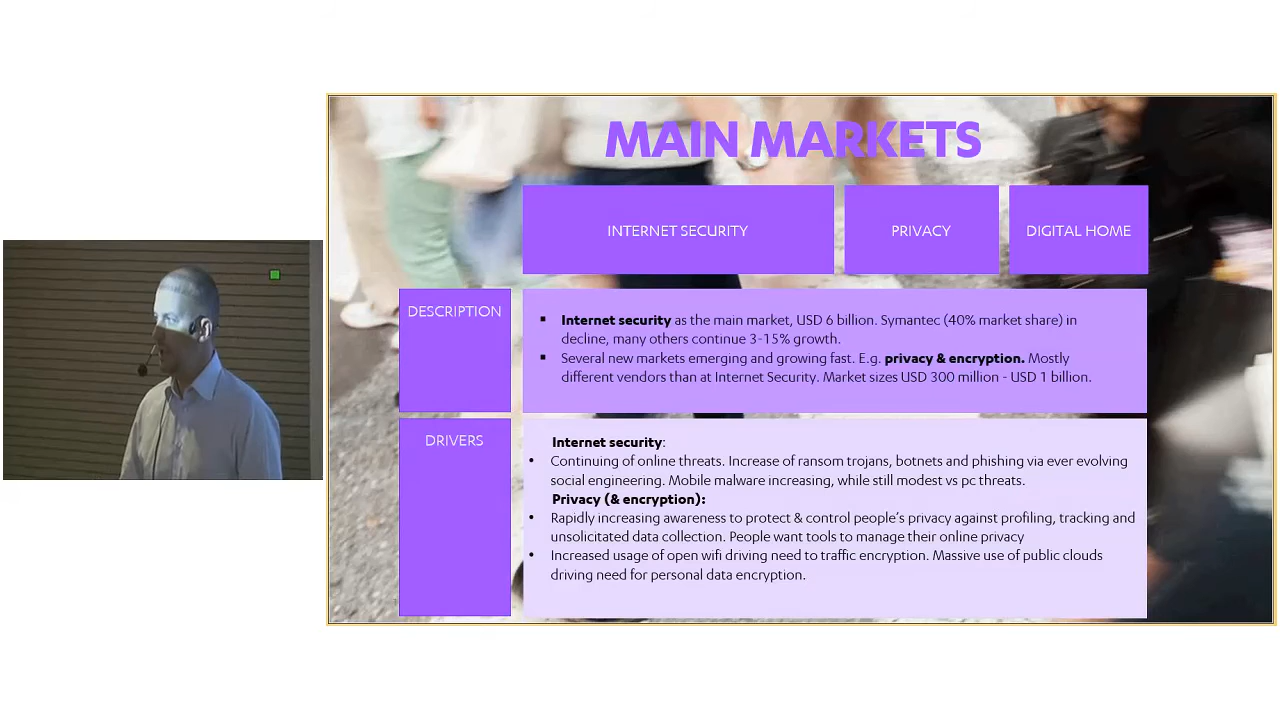 MAIN MARKETS
INTERNET SECURITY
PRIVACY
DIGITAL HOME
DESCRIPTION
▪ Internet security as the main market, USD 6 billion. Symantec (40% market share) in
decline, many others continue 3-15% growth.
▪ Several new markets emerging and growing fast. E.g. privacy & encryption. Mostly
different vendors than at Internet Security. Market sizes USD 300 million - USD 1 billion.
DRIVERS
Internet security:
• Continuing of online threats. Increase of ransom trojans, botnets and phishing via ever evolving
social engineering. Mobile malware increasing, while still modest vs pc threats.
Privacy (& encryption):
• Rapidly increasing awareness to protect & control people's privacy against profiling, tracking and
unsolicitated data collection. People want tools to manage their online privacy
• Increased usage of open wifi driving need to traffic encryption. Massive use of public clouds
driving need for personal data encryption.